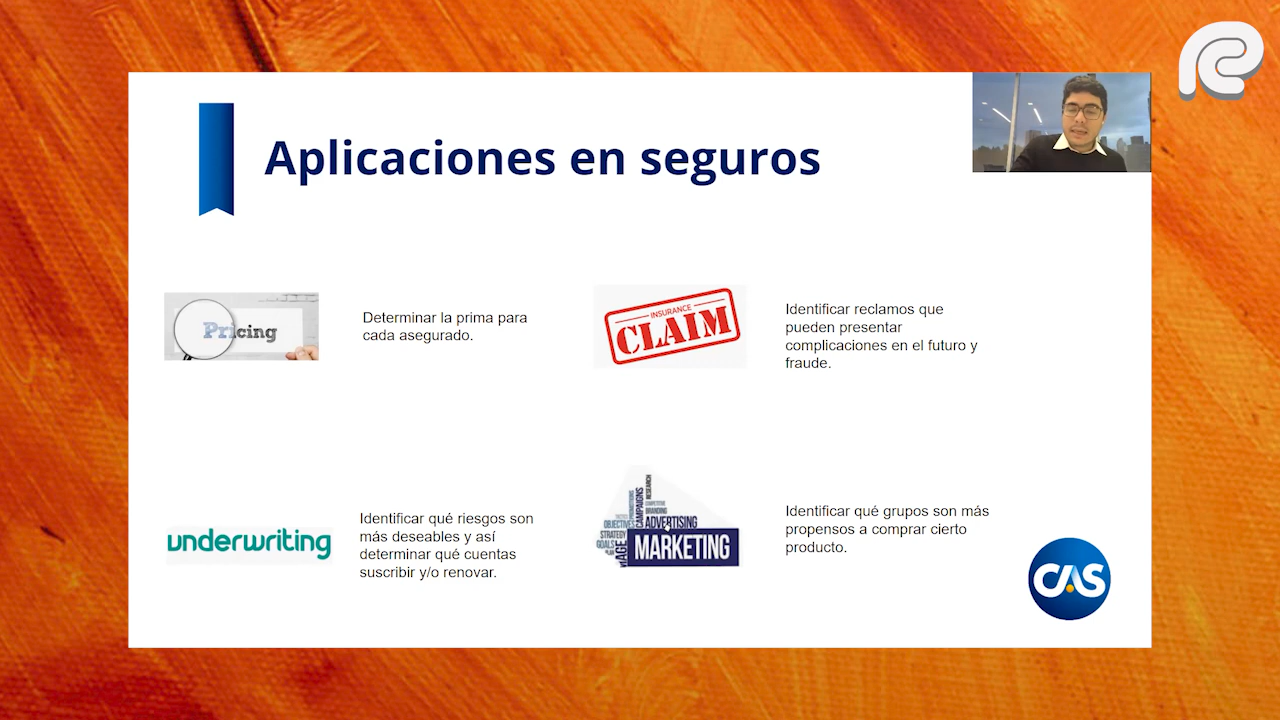 Aplicaciones en seguros
Pricing
Determinar la prima para
cada asegurado.
INSURANCE
CLAIM
Identificar reclamos que
pueden presentar
complicaciones en el futuro y
fraude.
underwriting
Identificar qué riesgos son
más deseables y así
determinar qué cuentas
suscribir y/o renovar.
RESEARCH
CAMPAIGNS
BRANDING
OBJECTIVES
ADVERTISING
STRATEGY
GOALS
PLAN
MARKETING
Identificar qué grupos son más
propensos a comprar cierto
producto.
CAS